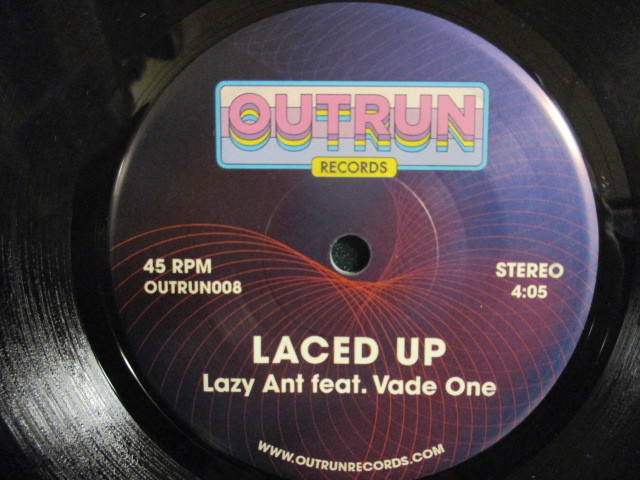 OUTRUN
RECORDS
45 RPM
OUTRUN008
STEREO
4:05
LACED UP
Lazy Ant feat. Vade One
WWW.OUTRUNRECORDS.COM